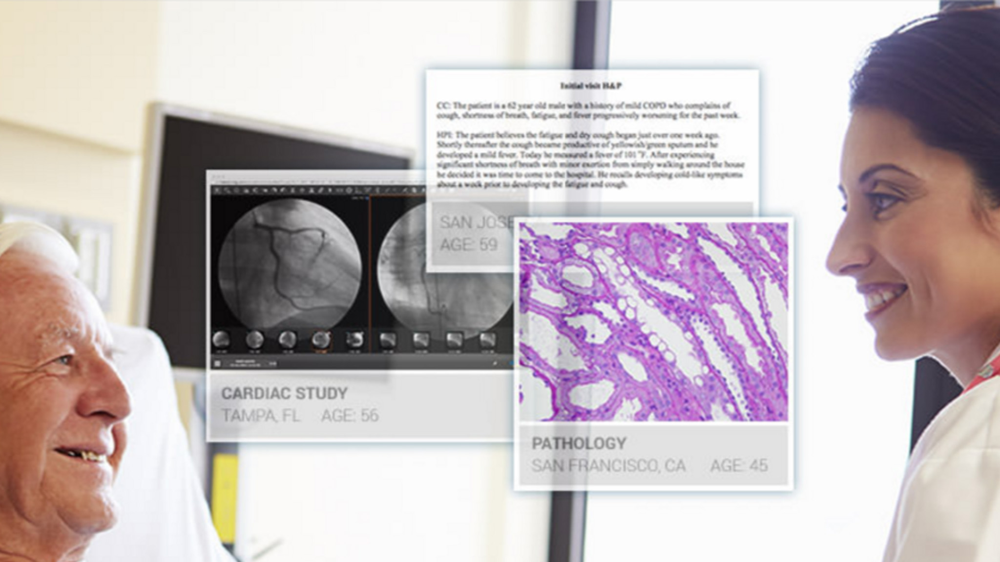 Initial visit H&P
CC: The patient is a 62 year old male with a history of mild COPD who complains of
cough, shortness of breath, fatigue, and fever progressively worsening for the past week.
HPI: The patient believes the fatigue and dry cough began just over one week ago.
Shortly thereafter the cough became productive of yellowish/green sputum and he
developed a mild fever. Today he measured a fever of 101 °F. After experiencing
significant shortness of breath with minor exertion from simply walking around the house
he decided it was time to come to the hospital. He recalls developing cold-like symptoms
about a week prior to developing the fatigue and cough.
SAN JOSE
AGE: 59
CARDIAC STUDY
TAMPA, FL AGE: 56
PATHOLOGY
SAN FRANCISCO, CA AGE: 45